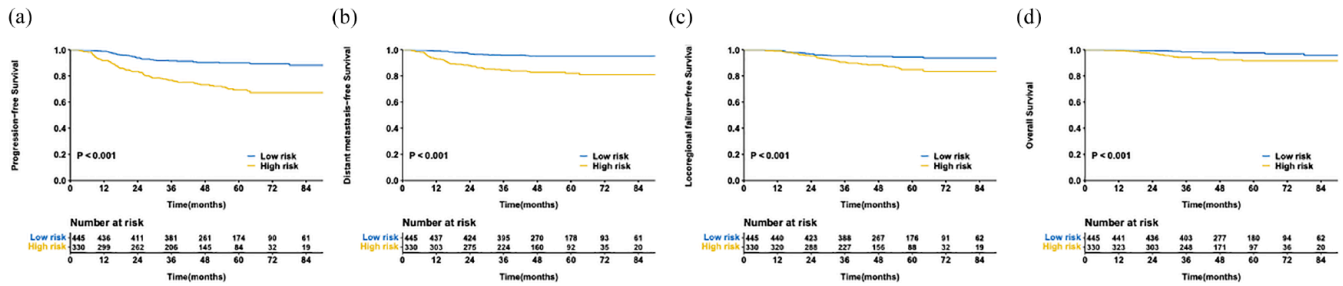 (a)
Progression-free Survival
1.0
0.8
0.6
0.4
0.2
0.0
P < 0.001
Low risk
High risk
0 12 24 36 48 60 72 84
Time(months)
Number at risk
Low risk 445 436 411 381 261 174 90 61
High risk 330 299 262 206 145 84 32 19
0 12 24 36 48 60 72 84
Time(months)
(b)
Distant metastasis-free Survival
1.0
0.8
0.6
0.4
0.2
0.0
P < 0.001
Low risk
High risk
0 12 24 36 48 60 72 84
Time(months)
Number at risk
Low risk 445 437 424 395 270 178 93 61
High risk 330 303 275 224 160 92 35 20
0 12 24 36 48 60 72 84
Time(months)
(c)
Locoregional failure-free Survival
1.0
0.8
0.6
0.4
0.2
0.0
P < 0.001
Low risk
High risk
0 12 24 36 48 60 72 84
Time(months)
Number at risk
Low risk 445 440 423 388 267 176 91 62
High risk 330 320 288 227 156 88 32 19
0 12 24 36 48 60 72 84
Time(months)
(d)
Overall Survival
1.0
0.8
0.6
0.4
0.2
0.0
P < 0.001
Low risk
High risk
0 12 24 36 48 60 72 84
Time(months)
Number at risk
Low risk 445 441 436 403 277 180 94 62
High risk 330 323 303 248 171 97 36 20
0 12 24 36 48 60 72 84
Time(months)